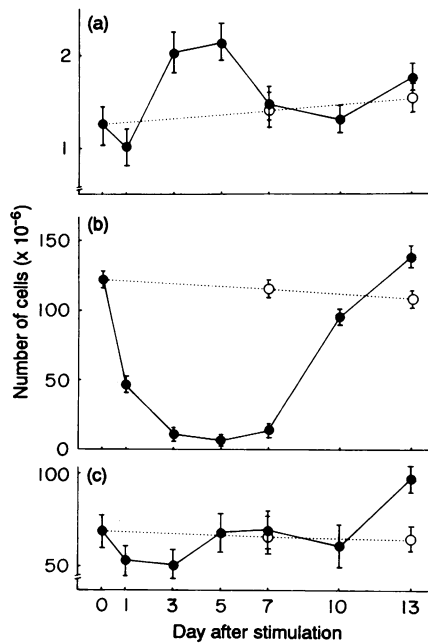 (a)
2
1
(b)
150
100
50
0
Number of cells (x 10⁻⁶)
(c)
100
50
0 1 3 5 7 10 13
Day after stimulation